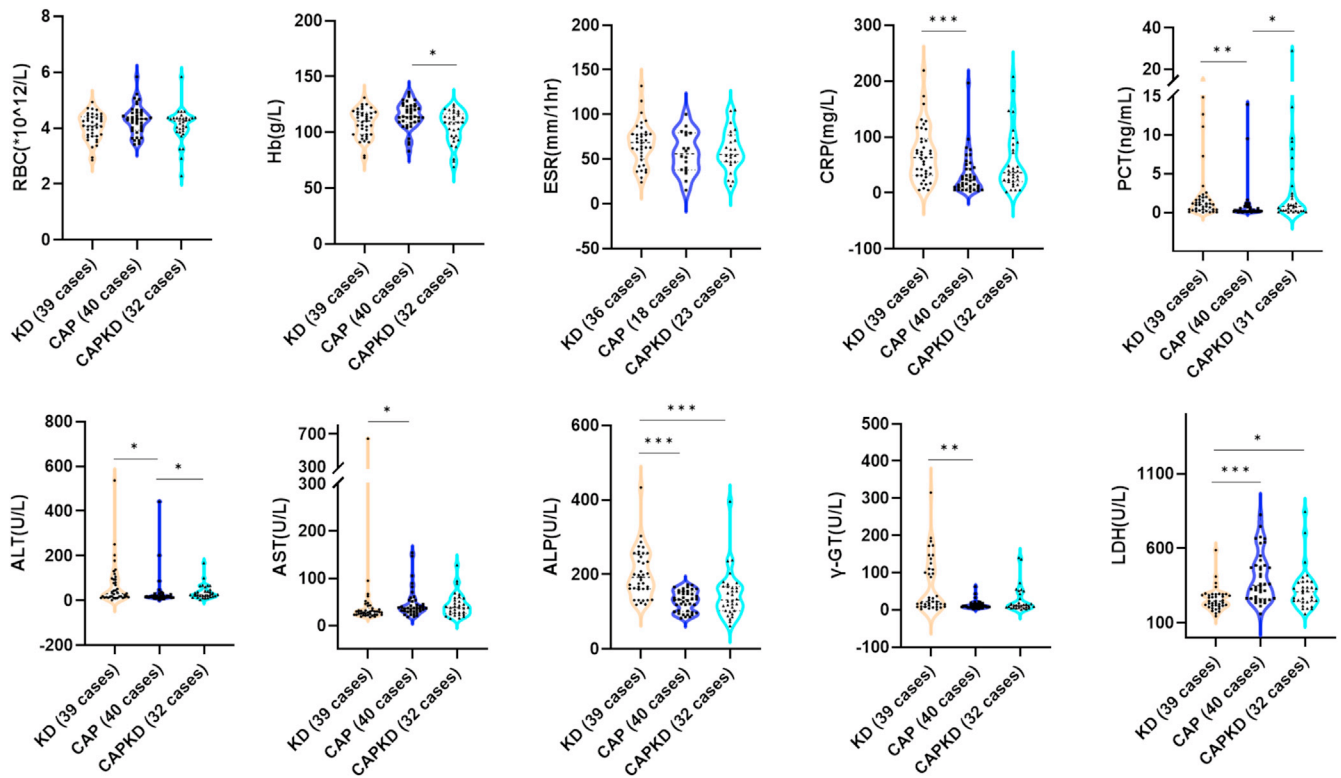 RBC(*10^12/L)
8
6
4
2
0
KD (39 cases)
CAP (40 cases)
CAPKD (32 cases)
Hb(g/L)
200
150
100
50
0
*
KD (39 cases)
CAP (40 cases)
CAPKD (32 cases)
ESR(mm/1hr)
200
150
100
50
0
-50
KD (36 cases)
CAP (18 cases)
CAPKD (23 cases)
CRP(mg/L)
300
200
100
0
-100
***
KD (39 cases)
CAP (40 cases)
CAPKD (32 cases)
PCT(ng/mL)
40
30
20
15
10
5
0
**
*
KD (39 cases)
CAP (40 cases)
CAPKD (31 cases)
ALT(U/L)
800
600
400
200
0
-200
*
*
KD (39 cases)
CAP (40 cases)
CAPKD (32 cases)
AST(U/L)
700
300
300
200
100
50
0
*
KD (39 cases)
CAP (40 cases)
CAPKD (32 cases)
ALP(U/L)
600
400
200
0
***
***
KD (39 cases)
CAP (40 cases)
CAPKD (32 cases)
γ-GT(U/L)
500
400
300
200
100
0
-100
**
KD (39 cases)
CAP (40 cases)
CAPKD (32 cases)
LDH(U/L)
1100
600
100
*
***
KD (39 cases)
CAP (40 cases)
CAPKD (32 cases)